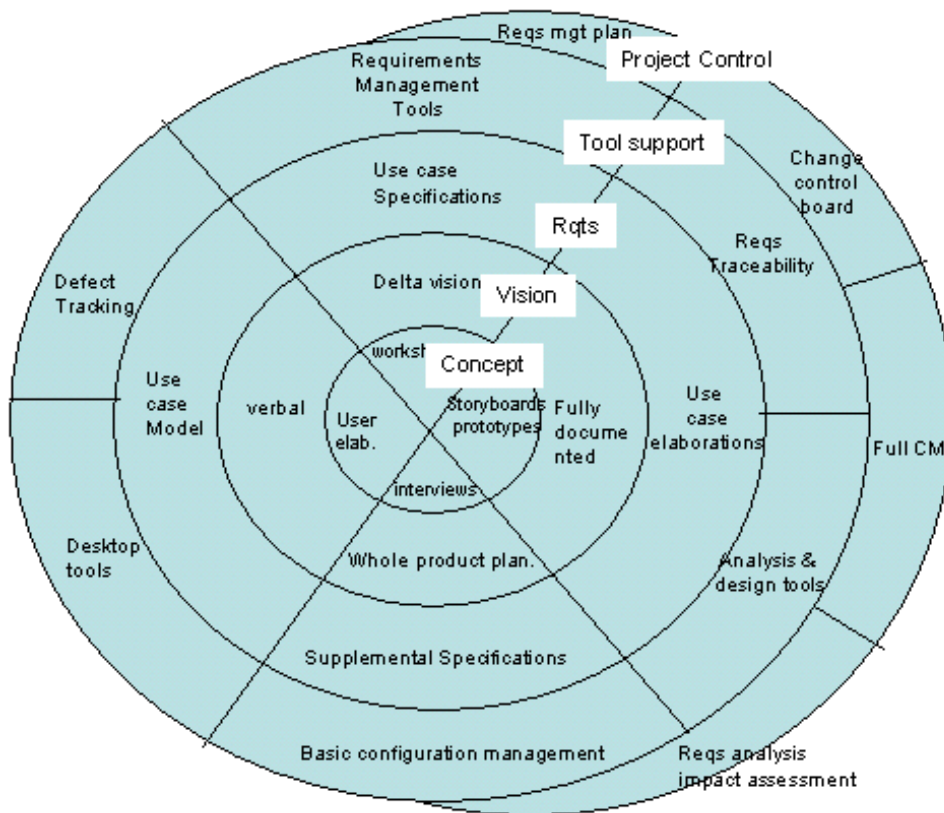 Reqs mgt plan
Project Control
Requirements
Management
Tools
Tool support
Change
control
board
Use case
Specifications
Rqts
Reqs
Traceability
Defect
Tracking
Delta vision
Vision
worksh
Concept
Use
case
Model
verbal
User
elab.
Storyboards
prototypes
Fully
docume
nted
Use
case
elaborations
Full CM
interviews
Desktop
tools
Whole product plan.
Analysis &
design tools
Supplemental Specifications
Basic configuration management
Reqs analysis
impact assessment